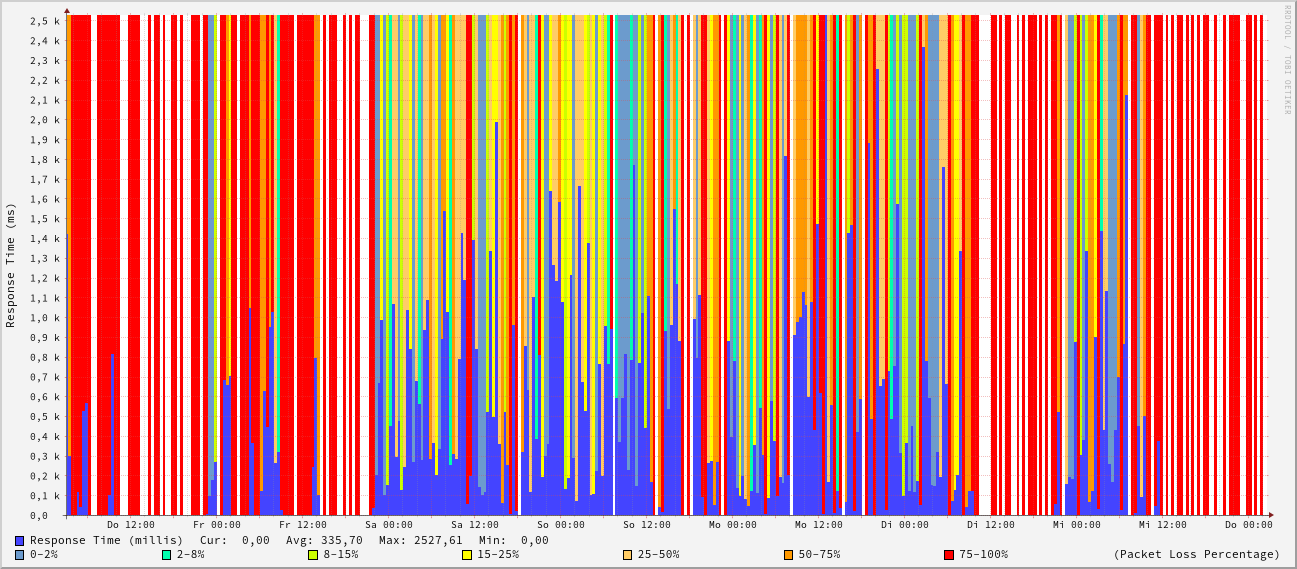 RRDTOOL / TOBI OETIKER
Response Time (ms)
2,5 k
2,4 k
2,3 k
2,2 k
2,1 k
2,0 k
1,9 k
1,8 k
1,7 k
1,6 k
1,5 k
1,4 k
1,3 k
1,2 k
1,1 k
1,0 k
0,9 k
0,8 k
0,7 k
0,6 k
0,5 k
0,4 k
0,3 k
0,2 k
0,1 k
0,0
Do 12:00 Fr 00:00 Fr 12:00 Sa 00:00 Sa 12:00 So 00:00 So 12:00 Mo 00:00 Mo 12:00 Di 00:00 Di 12:00 Mi 00:00 Mi 12:00 Do 00:00
Response Time (millis) Cur: 0,00 Avg: 335,70 Max: 2527,61 Min: 0,00
0-2% 2-8% 8-15% 15-25% 25-50% 50-75% 75-100% (Packet Loss Percentage)